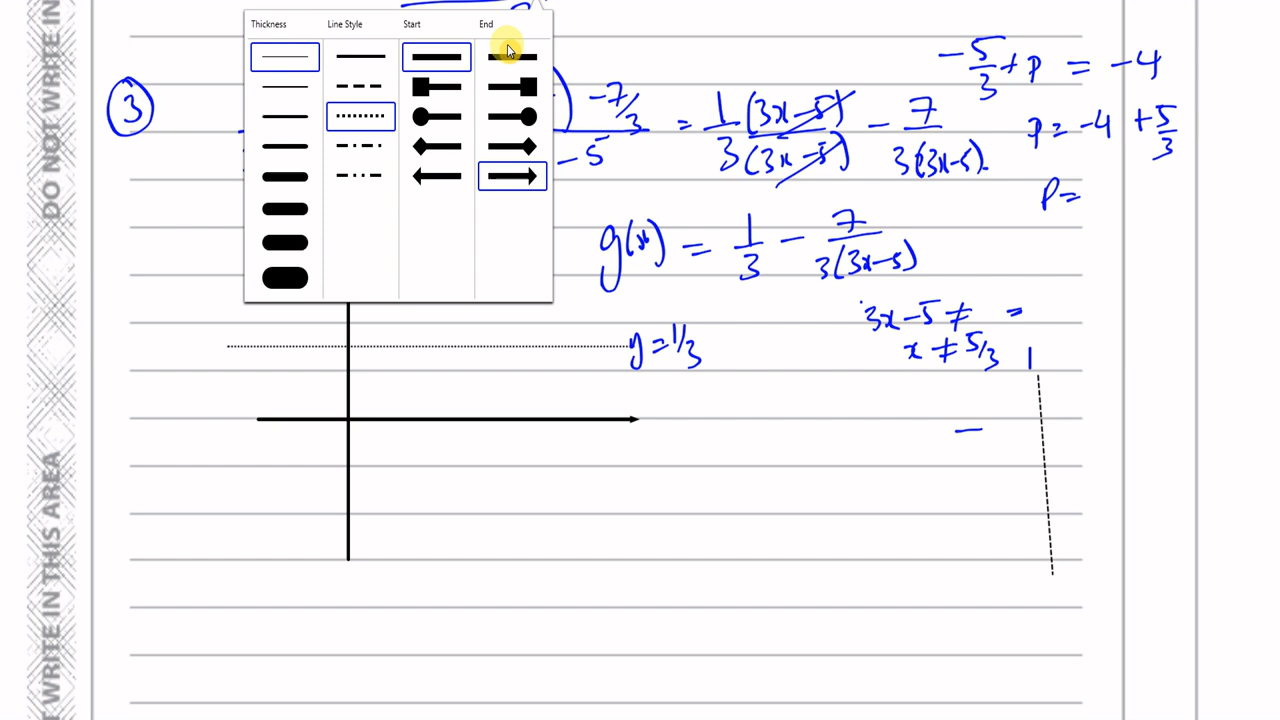 Thickness Line Style Start End
3
-7/3
-5
= 1(3x-5)/3(3x-5) - 7/3(3x-5)
-5/3 + p = -4
p = -4 + 5/3
p =
g(x) = 1/3 - 7/3(3x-5)
3x-5 ≠ =
x ≠ 5/3 1
y = 1/3
-
DO NOT WRITE IN
WRITE IN THIS AREA